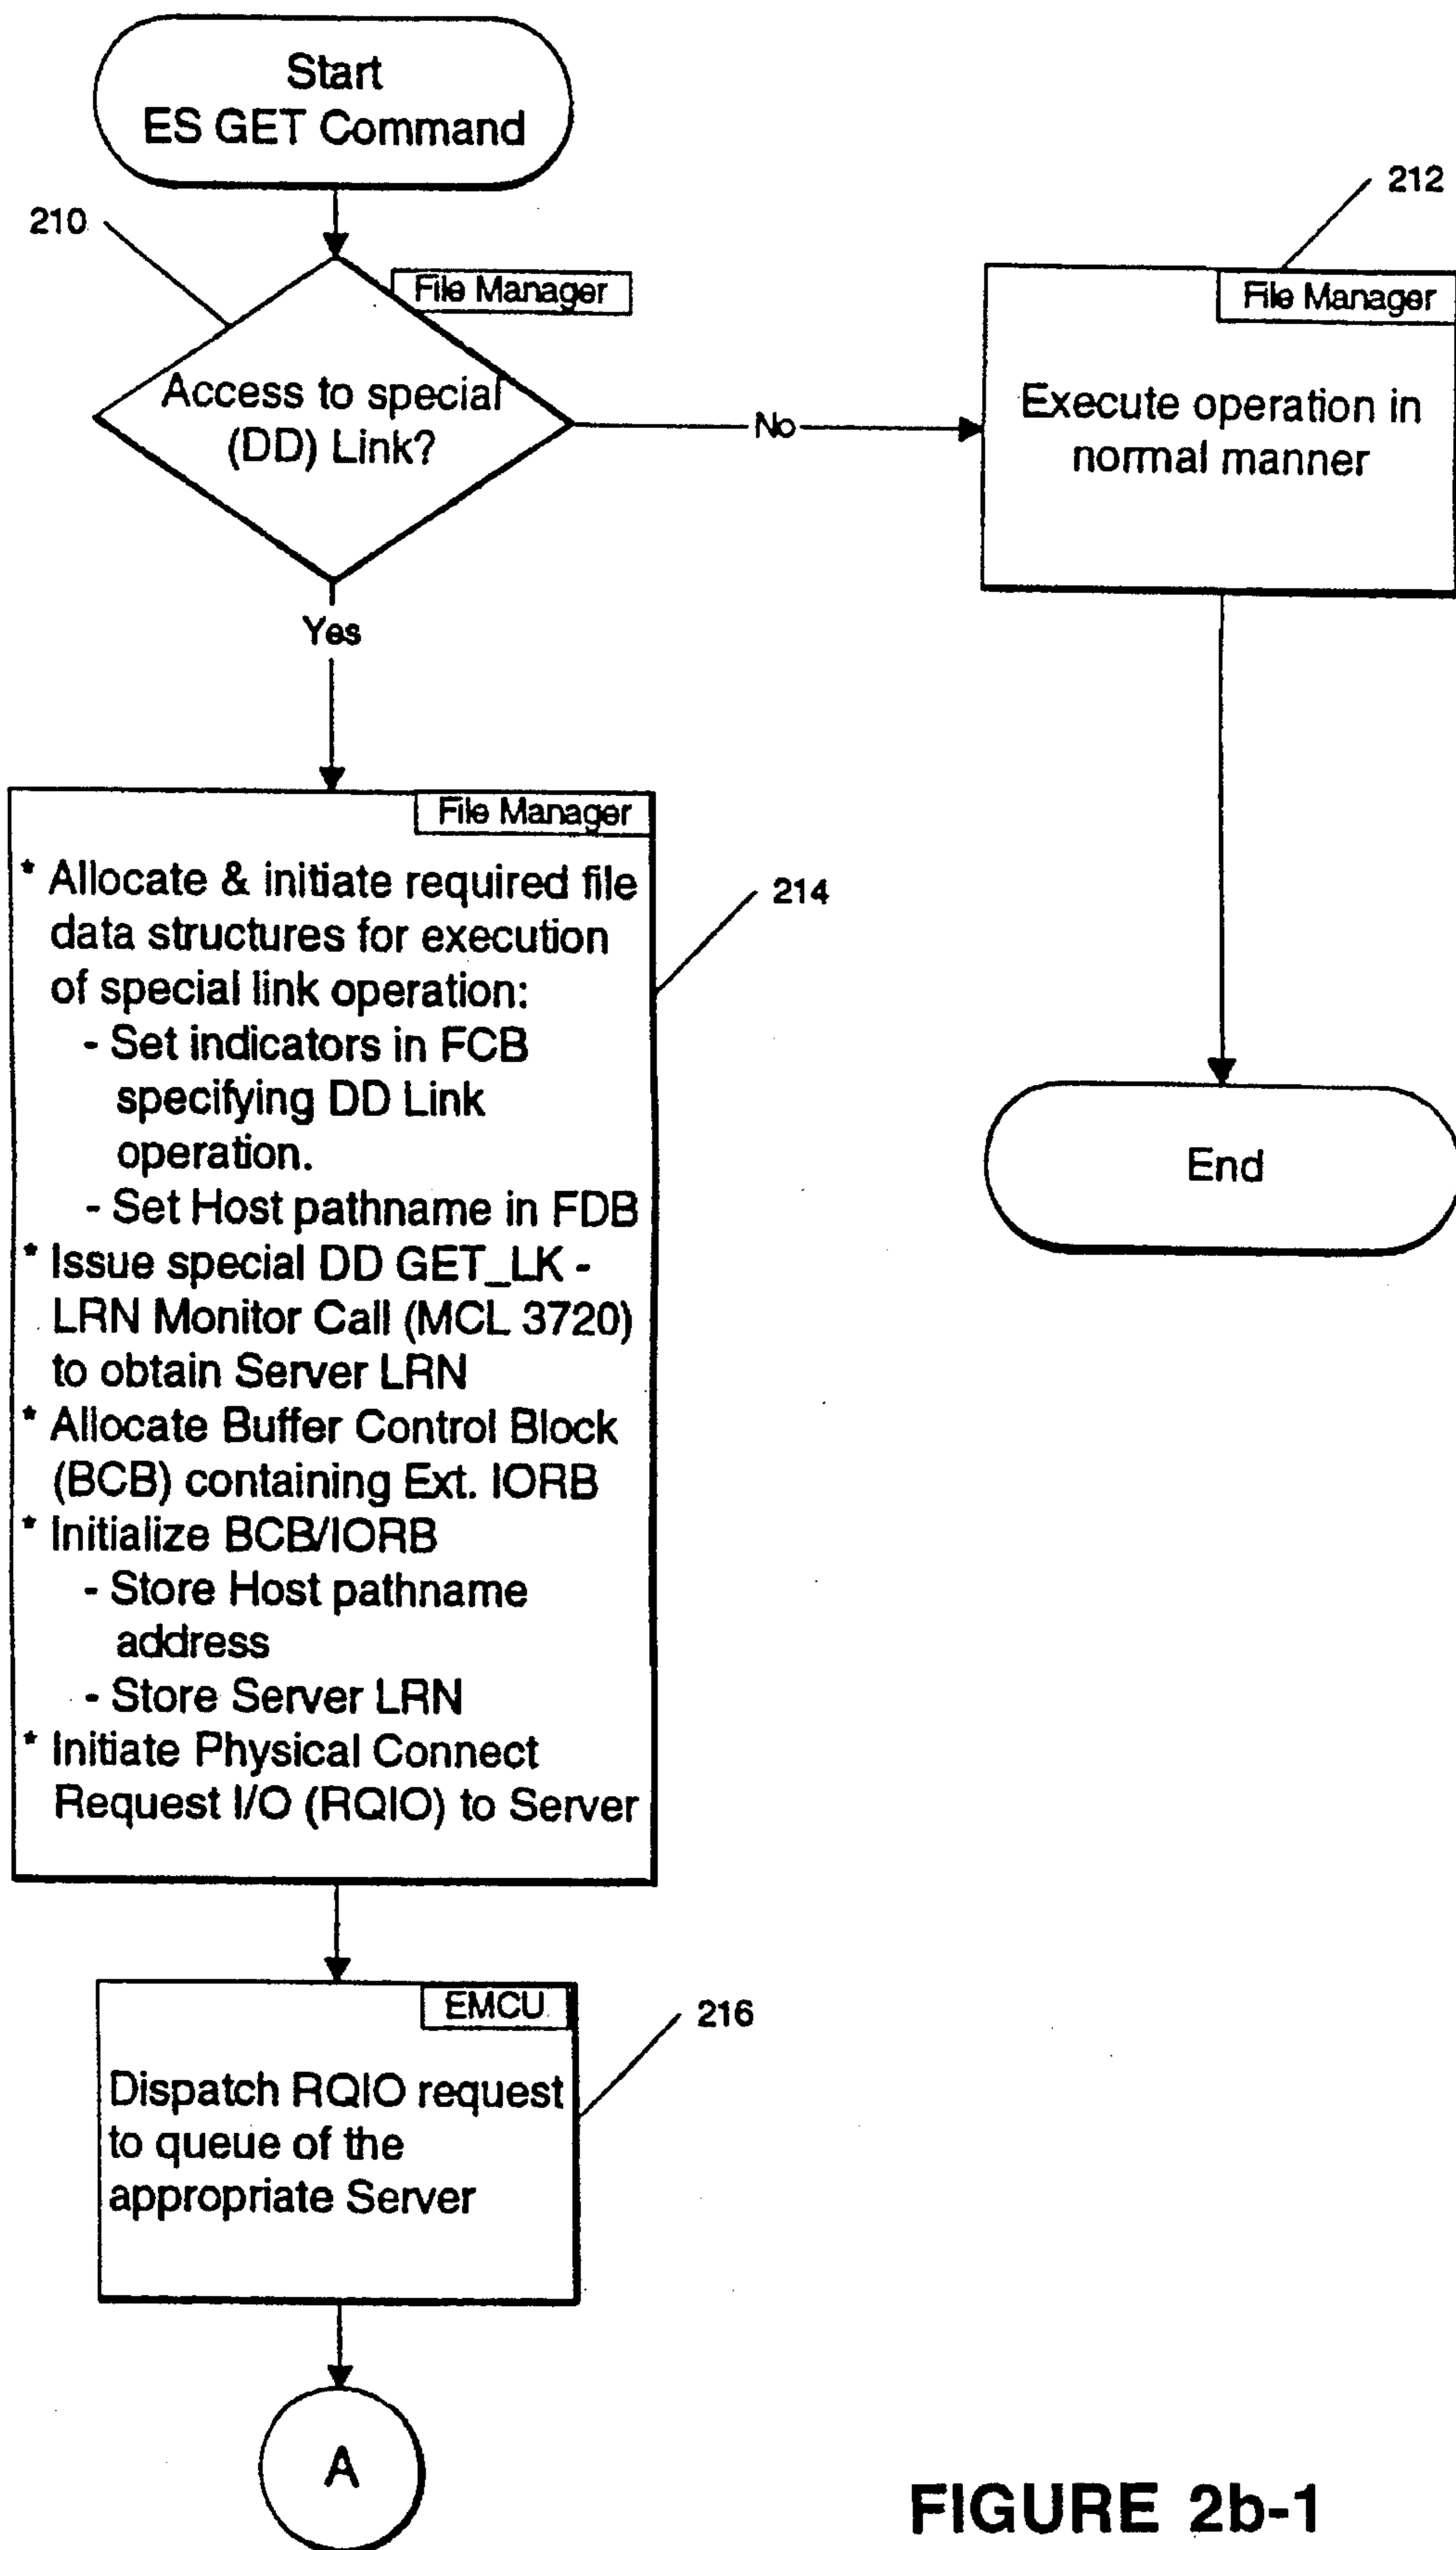 Start
ES GET Command
210
File Manager
Access to special
(DD) Link?
No
Yes
212
File Manager
Execute operation in
normal manner
End
File Manager
214
* Allocate & initiate required file
data structures for execution
of special link operation:
- Set indicators in FCB
specifying DD Link
operation.
- Set Host pathname in FDB
* Issue special DD GET_LK -
LRN Monitor Call (MCL 3720)
to obtain Server LRN
* Allocate Buffer Control Block
(BCB) containing Ext. IORB
* Initialize BCB/IORB
- Store Host pathname
address
- Store Server LRN
* Initiate Physical Connect
Request I/O (RQIO) to Server
EMCU
216
Dispatch RQIO request
to queue of the
appropriate Server
A
FIGURE 2b-1